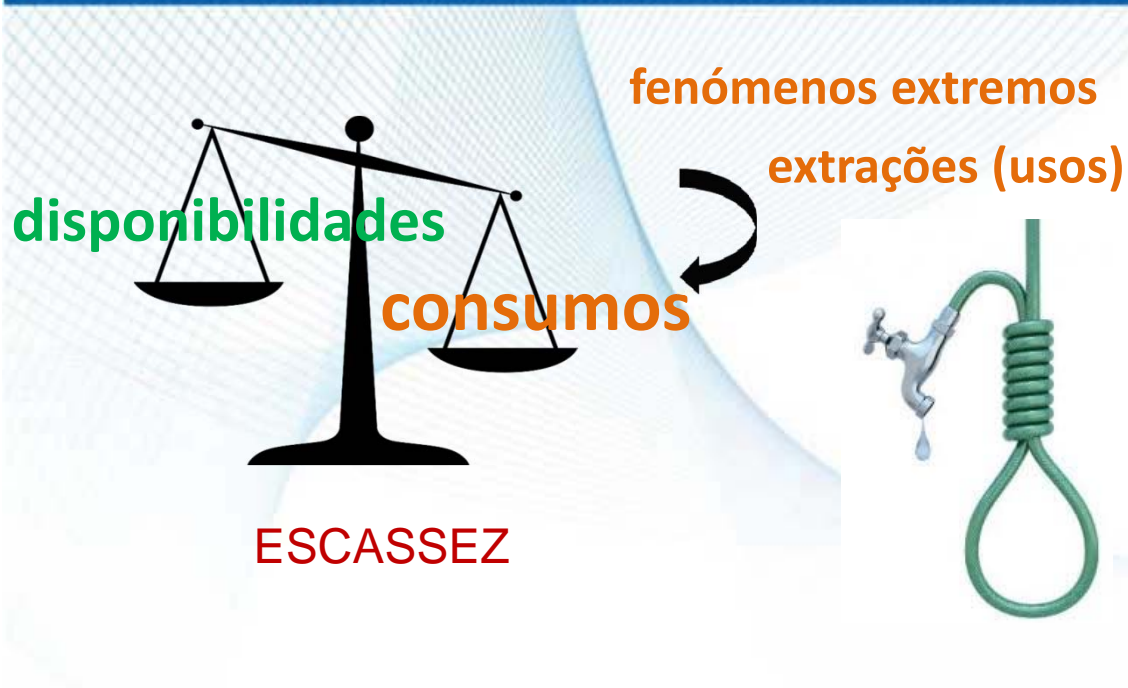 fenómenos extremos
extrações (usos)
disponibilidades
consumos
ESCASSEZ